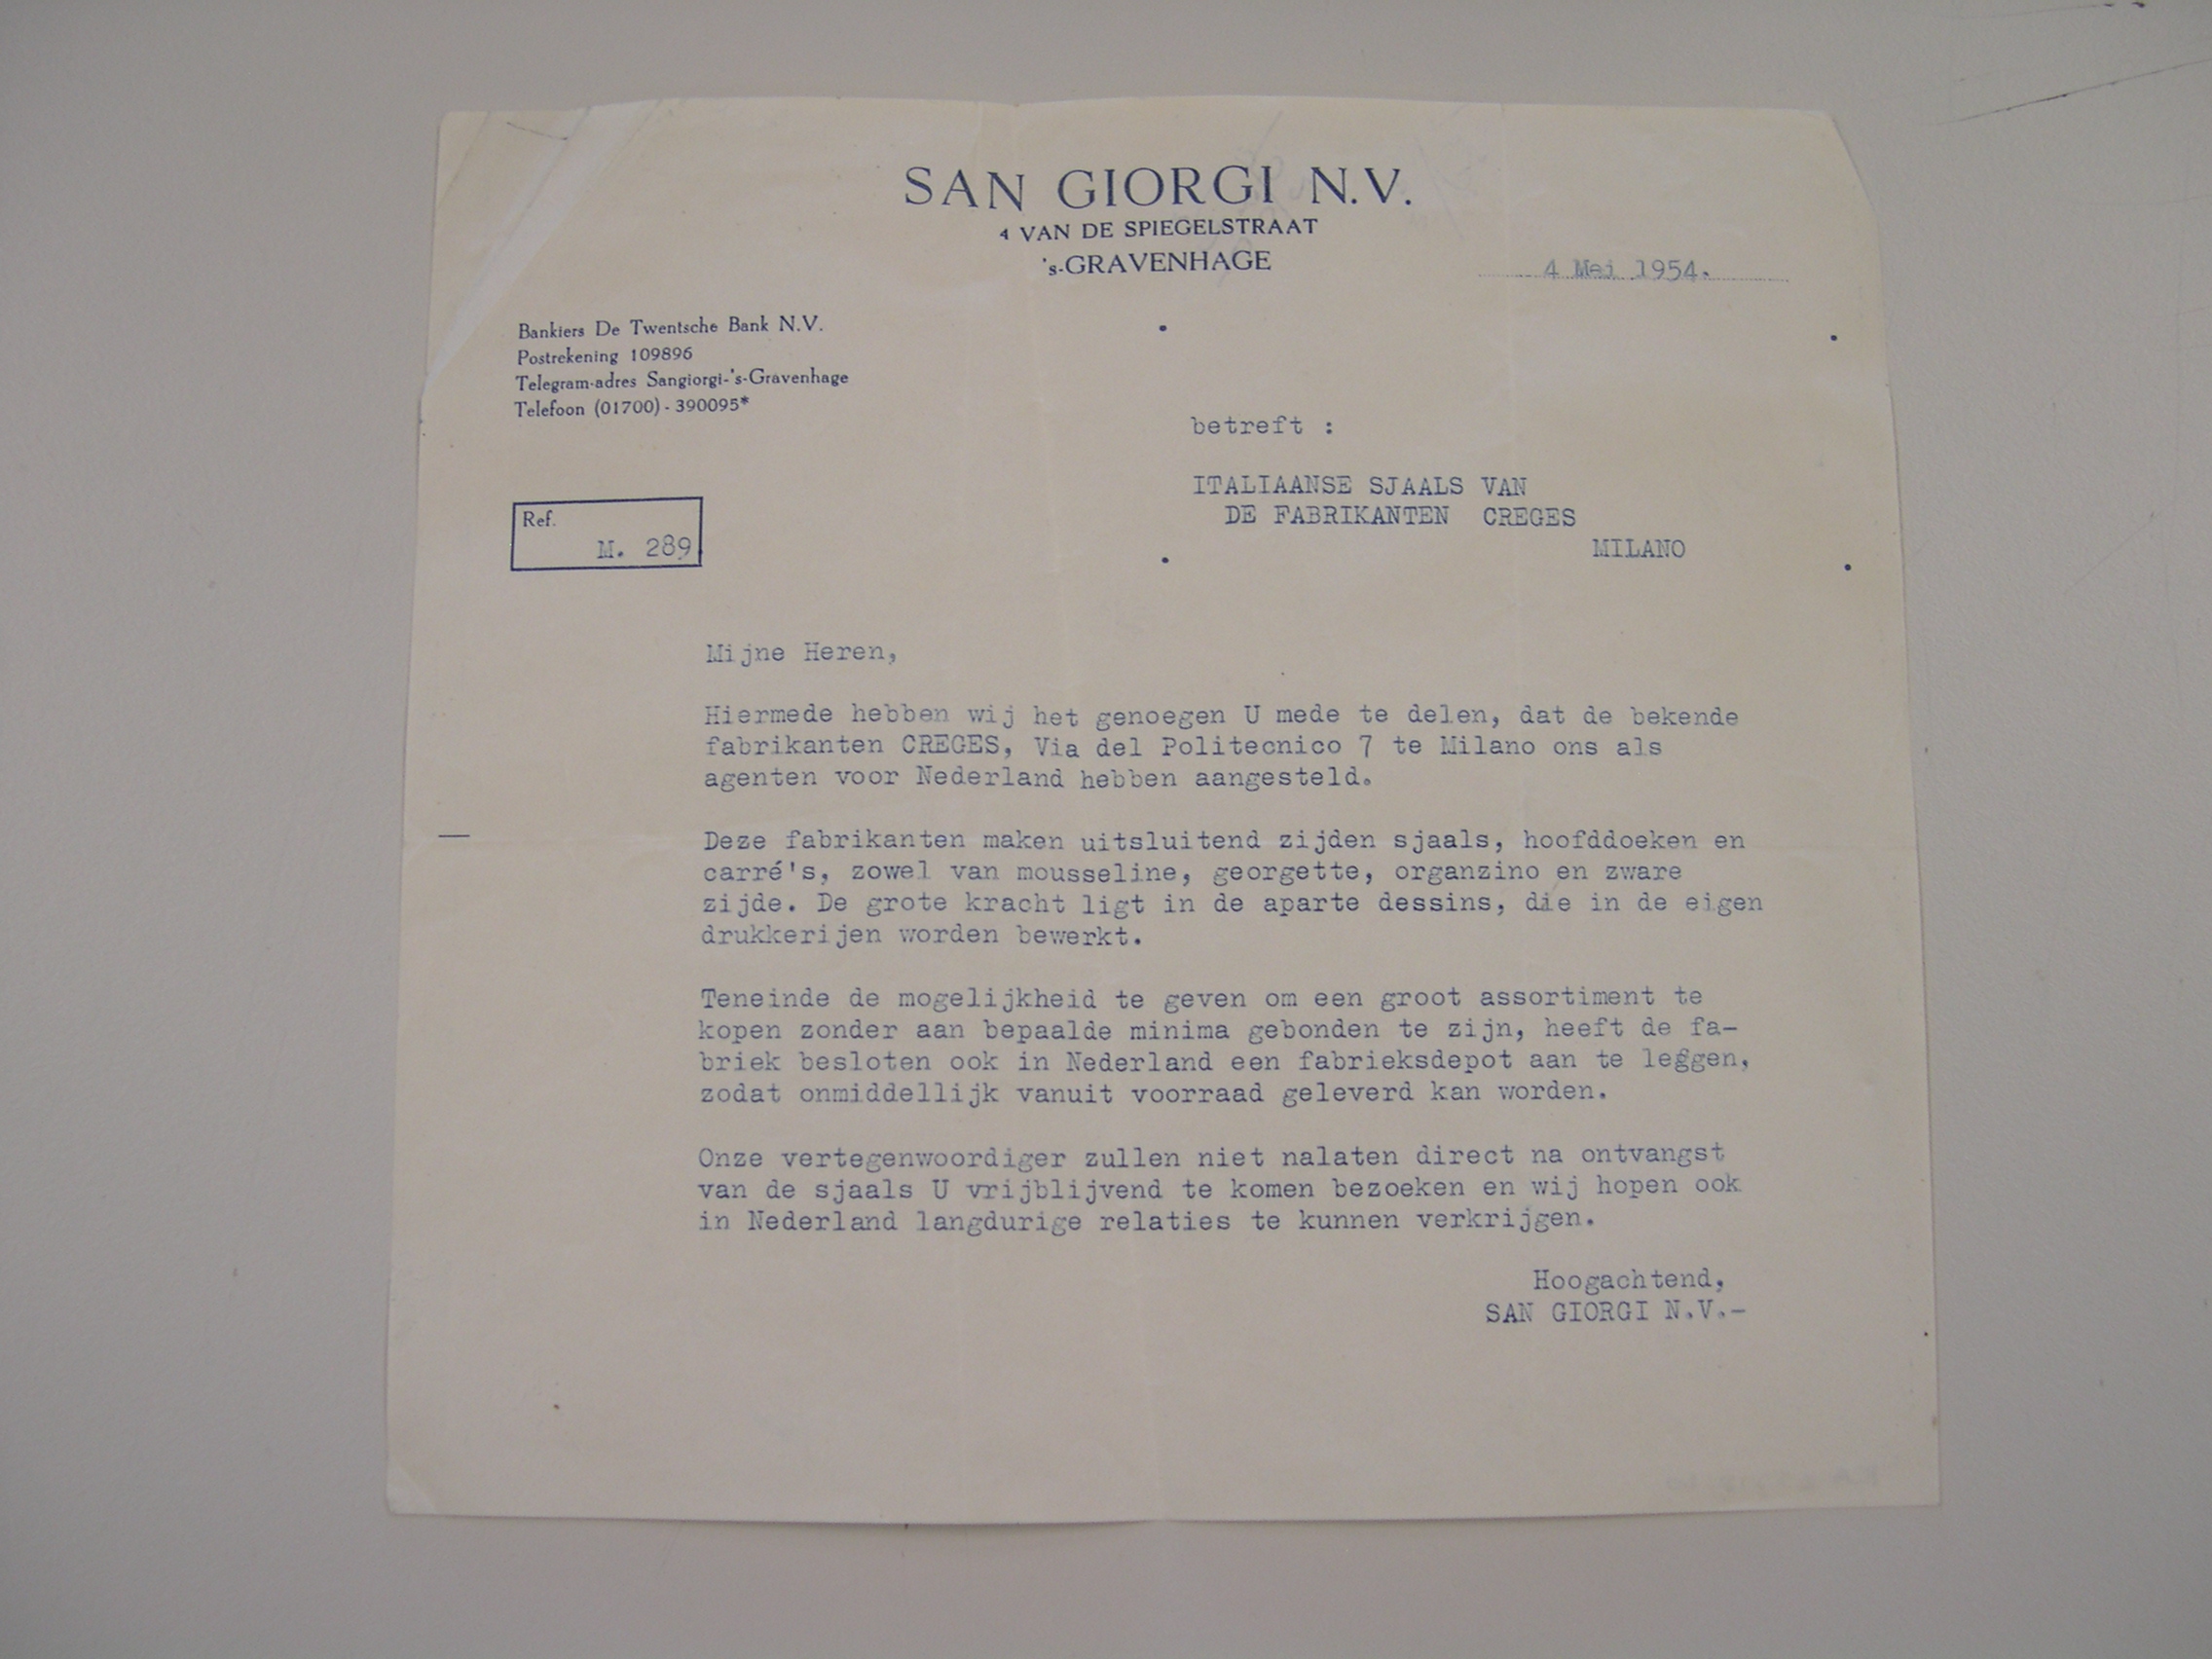 SAN GIORGI N.V.
4 VAN DE SPIEGELSTRAAT
's-GRAVENHAGE
4 Mei 1954.
Bankiers De Twentsche Bank N.V.
Postrekening 109896
Telegram-adres Sangiorgi-'s-Gravenhage
Telefoon (01700) - 390095*
betreft :
ITALIAANSE SJAALS VAN
DE FABRIKANTEN CREGES
MILANO
Ref.
M. 289
Mijne Heren,
Hiermede hebben wij het genoegen U mede te delen, dat de bekende
fabrikanten CREGES, Via del Politecnico 7 te Milano ons als
agenten voor Nederland hebben aangesteld.
Deze fabrikanten maken uitsluitend zijden sjaals, hoofddoeken en
carré's, zowel van mousseline, georgette, organzino en zware
zijde. De grote kracht ligt in de aparte dessins, die in de eigen
drukkerijen worden bewerkt.
Teneinde de mogelijkheid te geven om een groot assortiment te
kopen zonder aan bepaalde minima gebonden te zijn, heeft de fa-
briek besloten ook in Nederland een fabrieksdepot aan te leggen,
zodat onmiddellijk vanuit voorraad geleverd kan worden.
Onze vertegenwoordiger zullen niet nalaten direct na ontvangst
van de sjaals U vrijblijvend te komen bezoeken en wij hopen ook
in Nederland langdurige relaties te kunnen verkrijgen.
Hoogachtend,
SAN GIORGI N.V.-